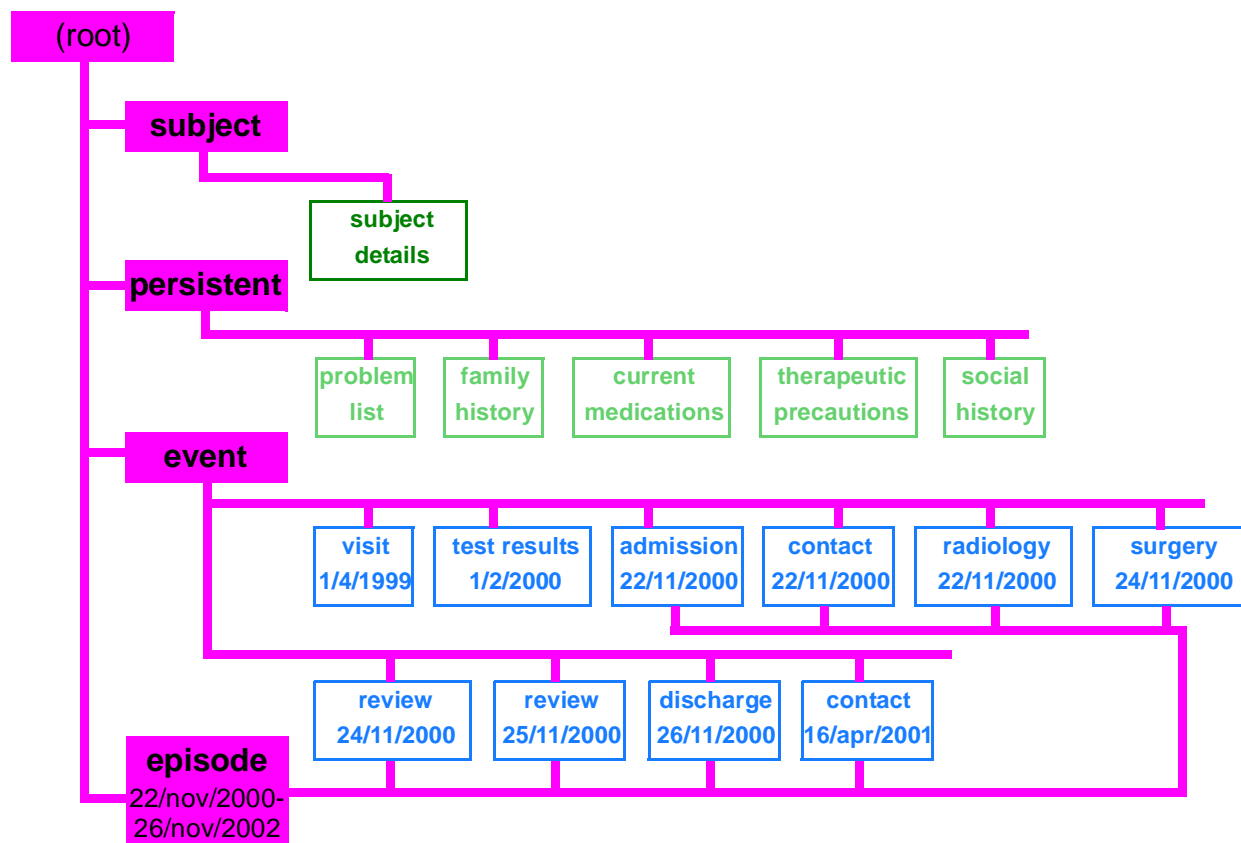 (root)
subject
subject
details
persistent
problem
list
family
history
current
medications
therapeutic
precautions
social
history
event
visit
1/4/1999
test results
1/2/2000
admission
22/11/2000
contact
22/11/2000
radiology
22/11/2000
surgery
24/11/2000
review
24/11/2000
review
25/11/2000
discharge
26/11/2000
contact
16/apr/2001
episode
22/nov/2000-
26/nov/2002